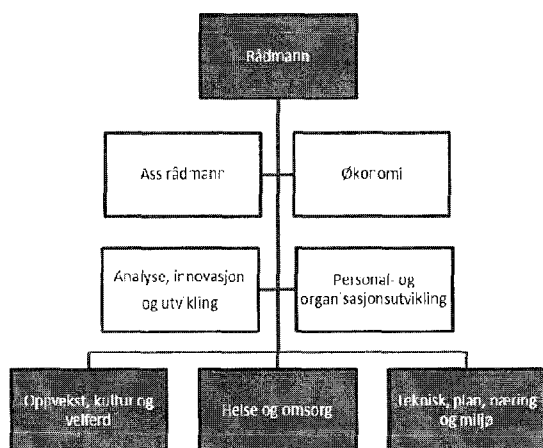 Rådmann
Ass rådmann
Økonomi
Analyse, innovasjon
og utvikling
Personal- og
organisasjonsutvikling
Oppvekst, kultur og
velferd
Helse og omsorg
Teknisk, plan, næring
og miljø